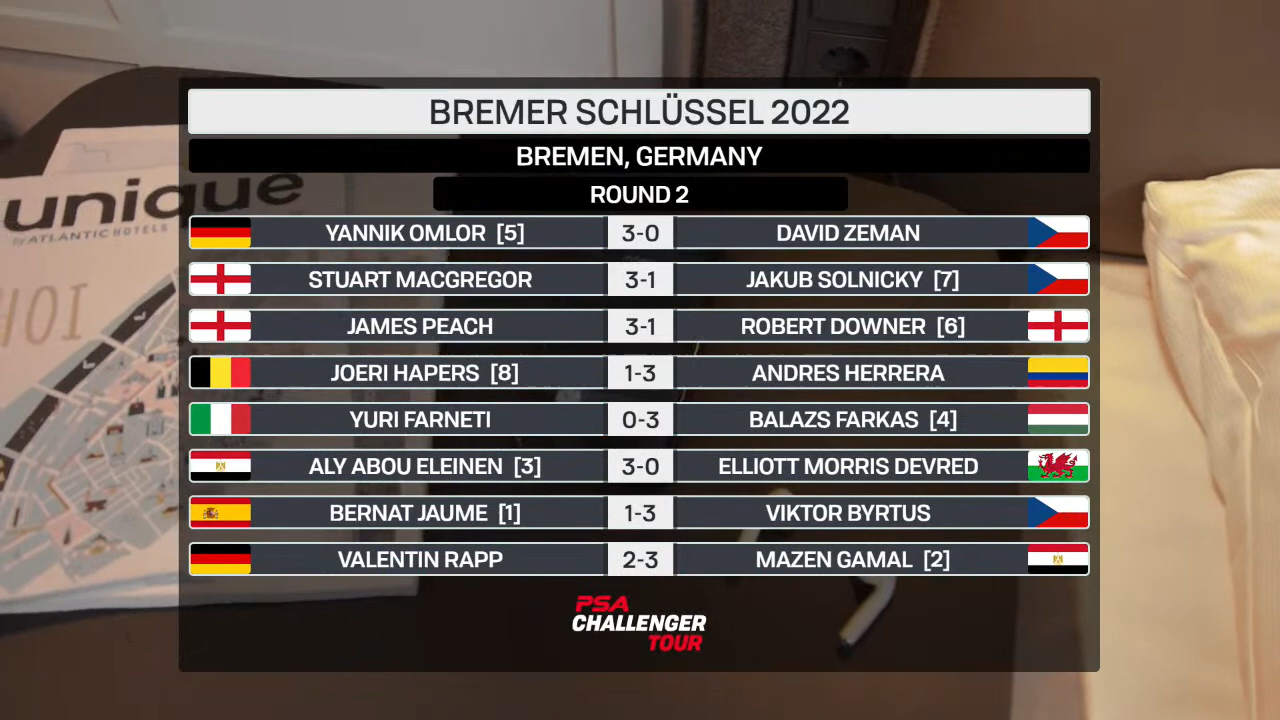 BREMER SCHLÜSSEL 2022
BREMEN, GERMANY
ROUND 2
YANNIK OMLOR [5] 3-0 DAVID ZEMAN
STUART MACGREGOR 3-1 JAKUB SOLNICKY [7]
JAMES PEACH 3-1 ROBERT DOWNER [6]
JOERI HAPERS [8] 1-3 ANDRES HERRERA
YURI FARNETI 0-3 BALAZS FARKAS [4]
ALY ABOU ELEINEN [3] 3-0 ELLIOTT MORRIS DEVRED
BERNAT JAUME [1] 1-3 VIKTOR BYRTUS
VALENTIN RAPP 2-3 MAZEN GAMAL [2]
PSA
CHALLENGER
TOUR
unique
by ATLANTIC HOTELS